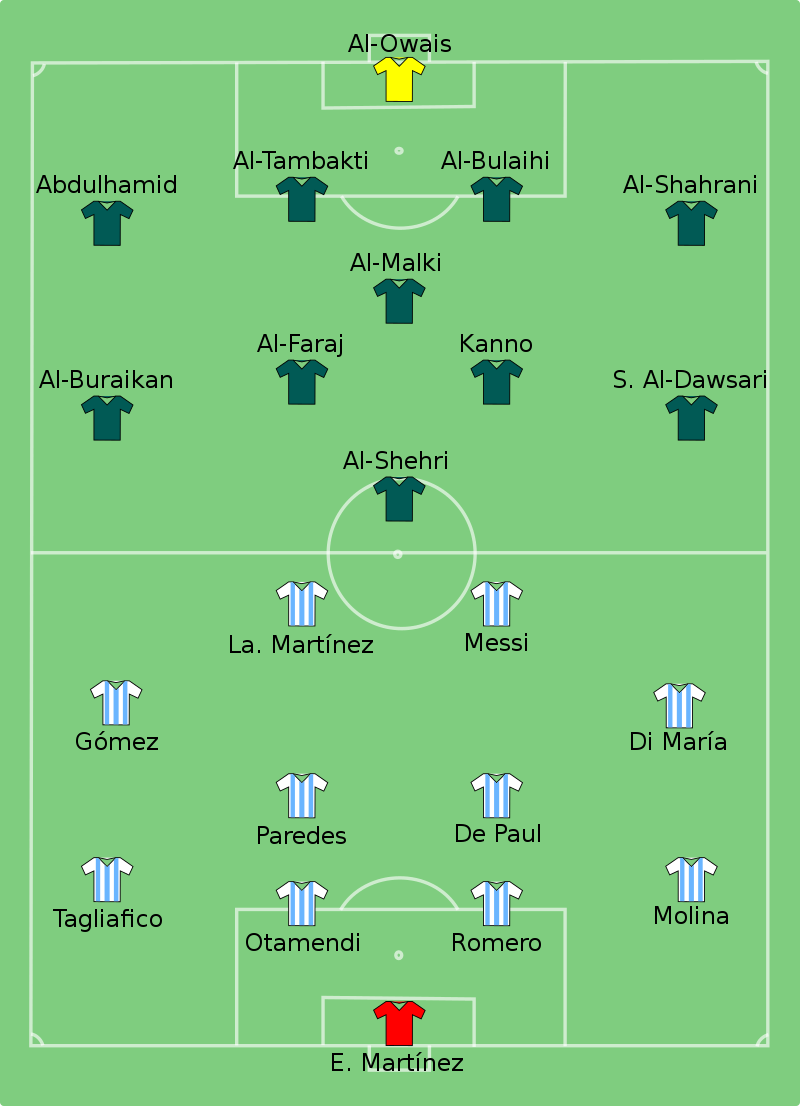 Al-Owais
Al-Tambakti
Al-Bulaihi
Abdulhamid
Al-Shahrani
Al-Malki
Al-Faraj
Kanno
Al-Buraikan
S. Al-Dawsari
Al-Shehri
La. Martínez
Messi
Gómez
Di María
Paredes
De Paul
Tagliafico
Molina
Otamendi
Romero
E. Martínez